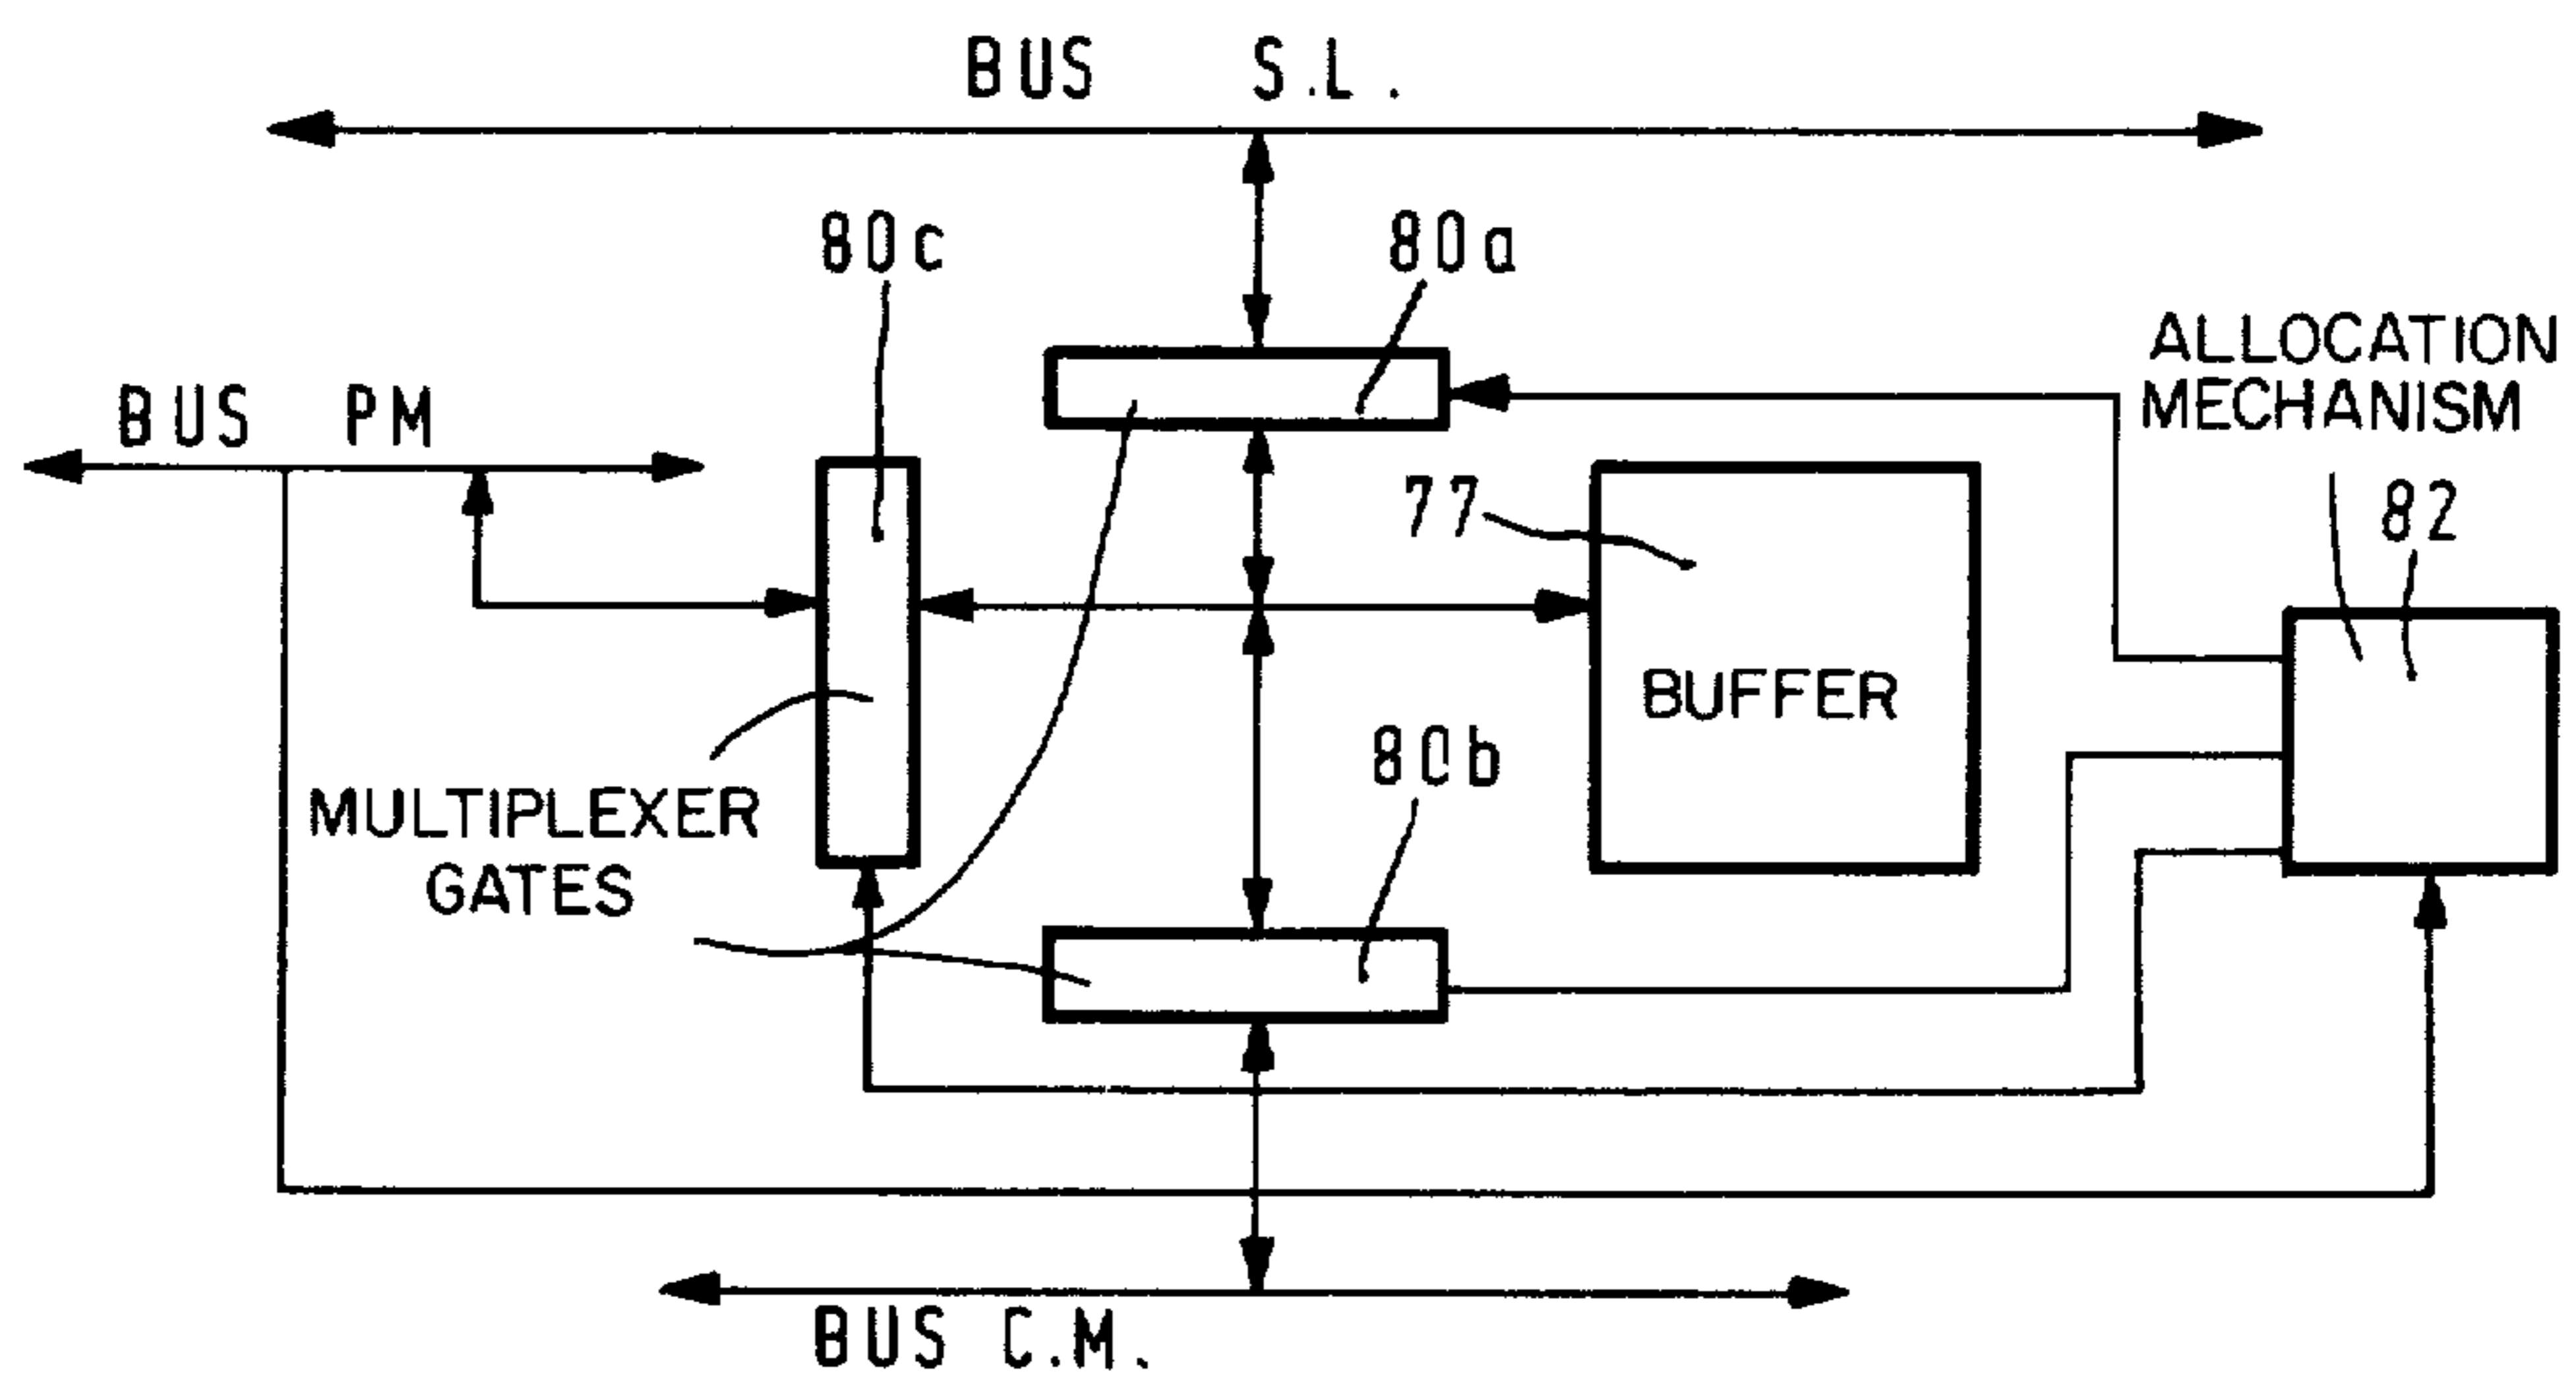 BUS S.L.
80c
80a
ALLOCATION
MECHANISM
BUS PM
77
82
BUFFER
80b
MULTIPLEXER
GATES
BUS C.M.